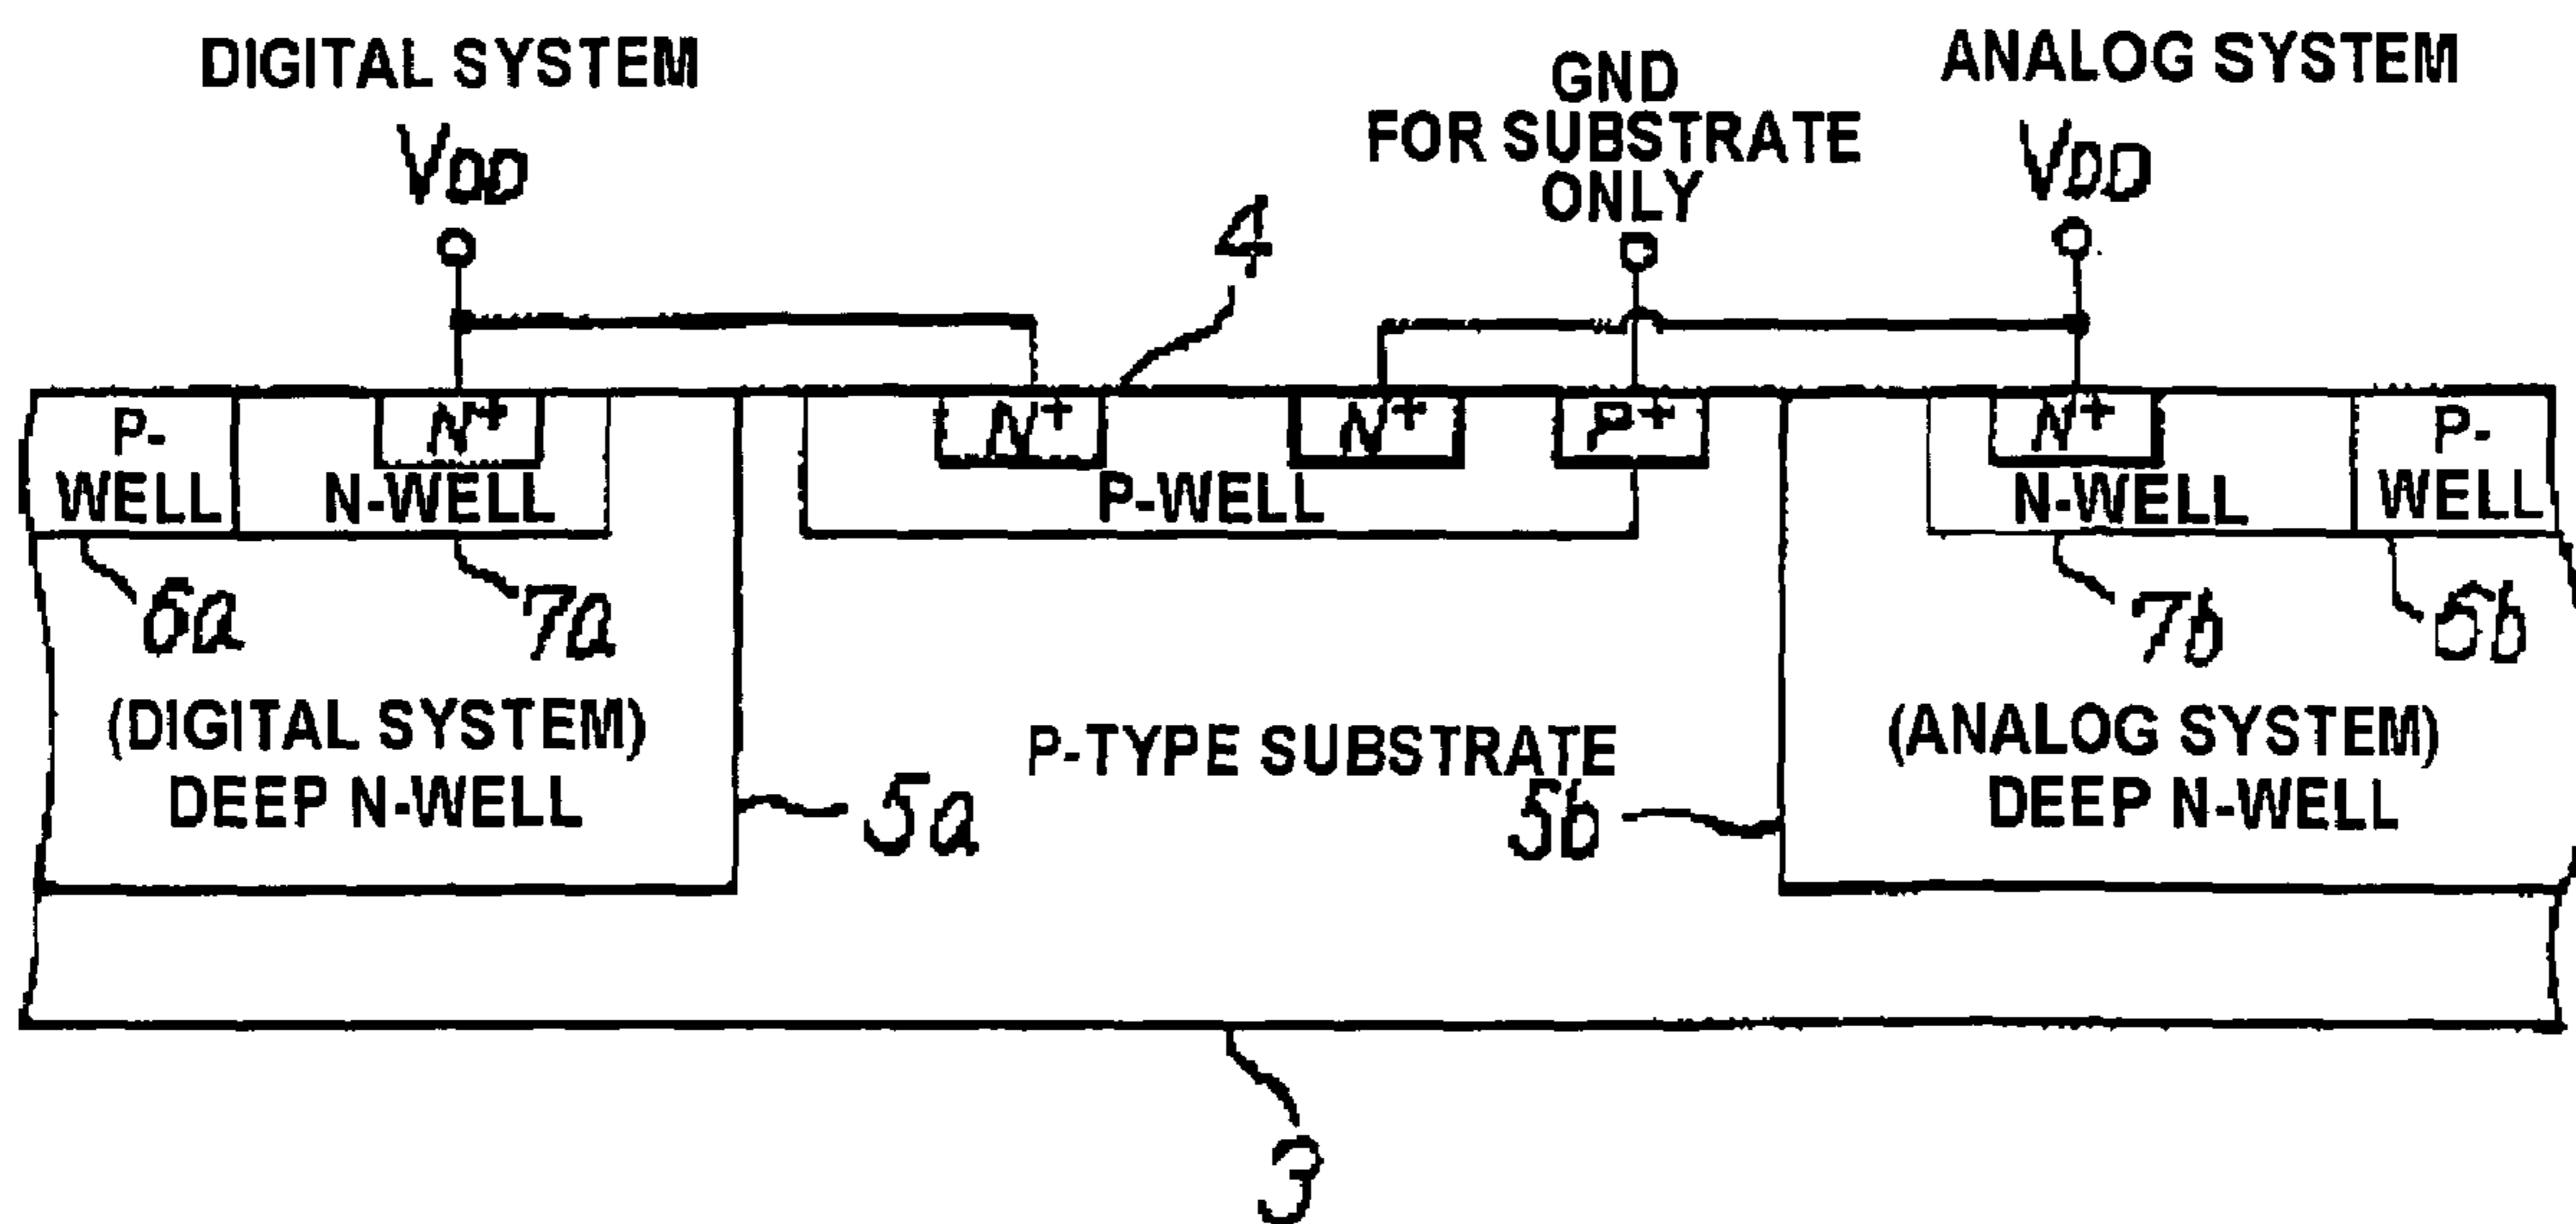 DIGITAL SYSTEM
VDD
GND
FOR SUBSTRATE
ONLY
ANALOG SYSTEM
VDD
4
P-
WELL
N+
N-WELL
N+
N+
P+
P-WELL
N+
N-WELL
P-
WELL
6a
7a
7b
6b
(DIGITAL SYSTEM)
DEEP N-WELL
5a
P-TYPE SUBSTRATE
5b
(ANALOG SYSTEM)
DEEP N-WELL
3